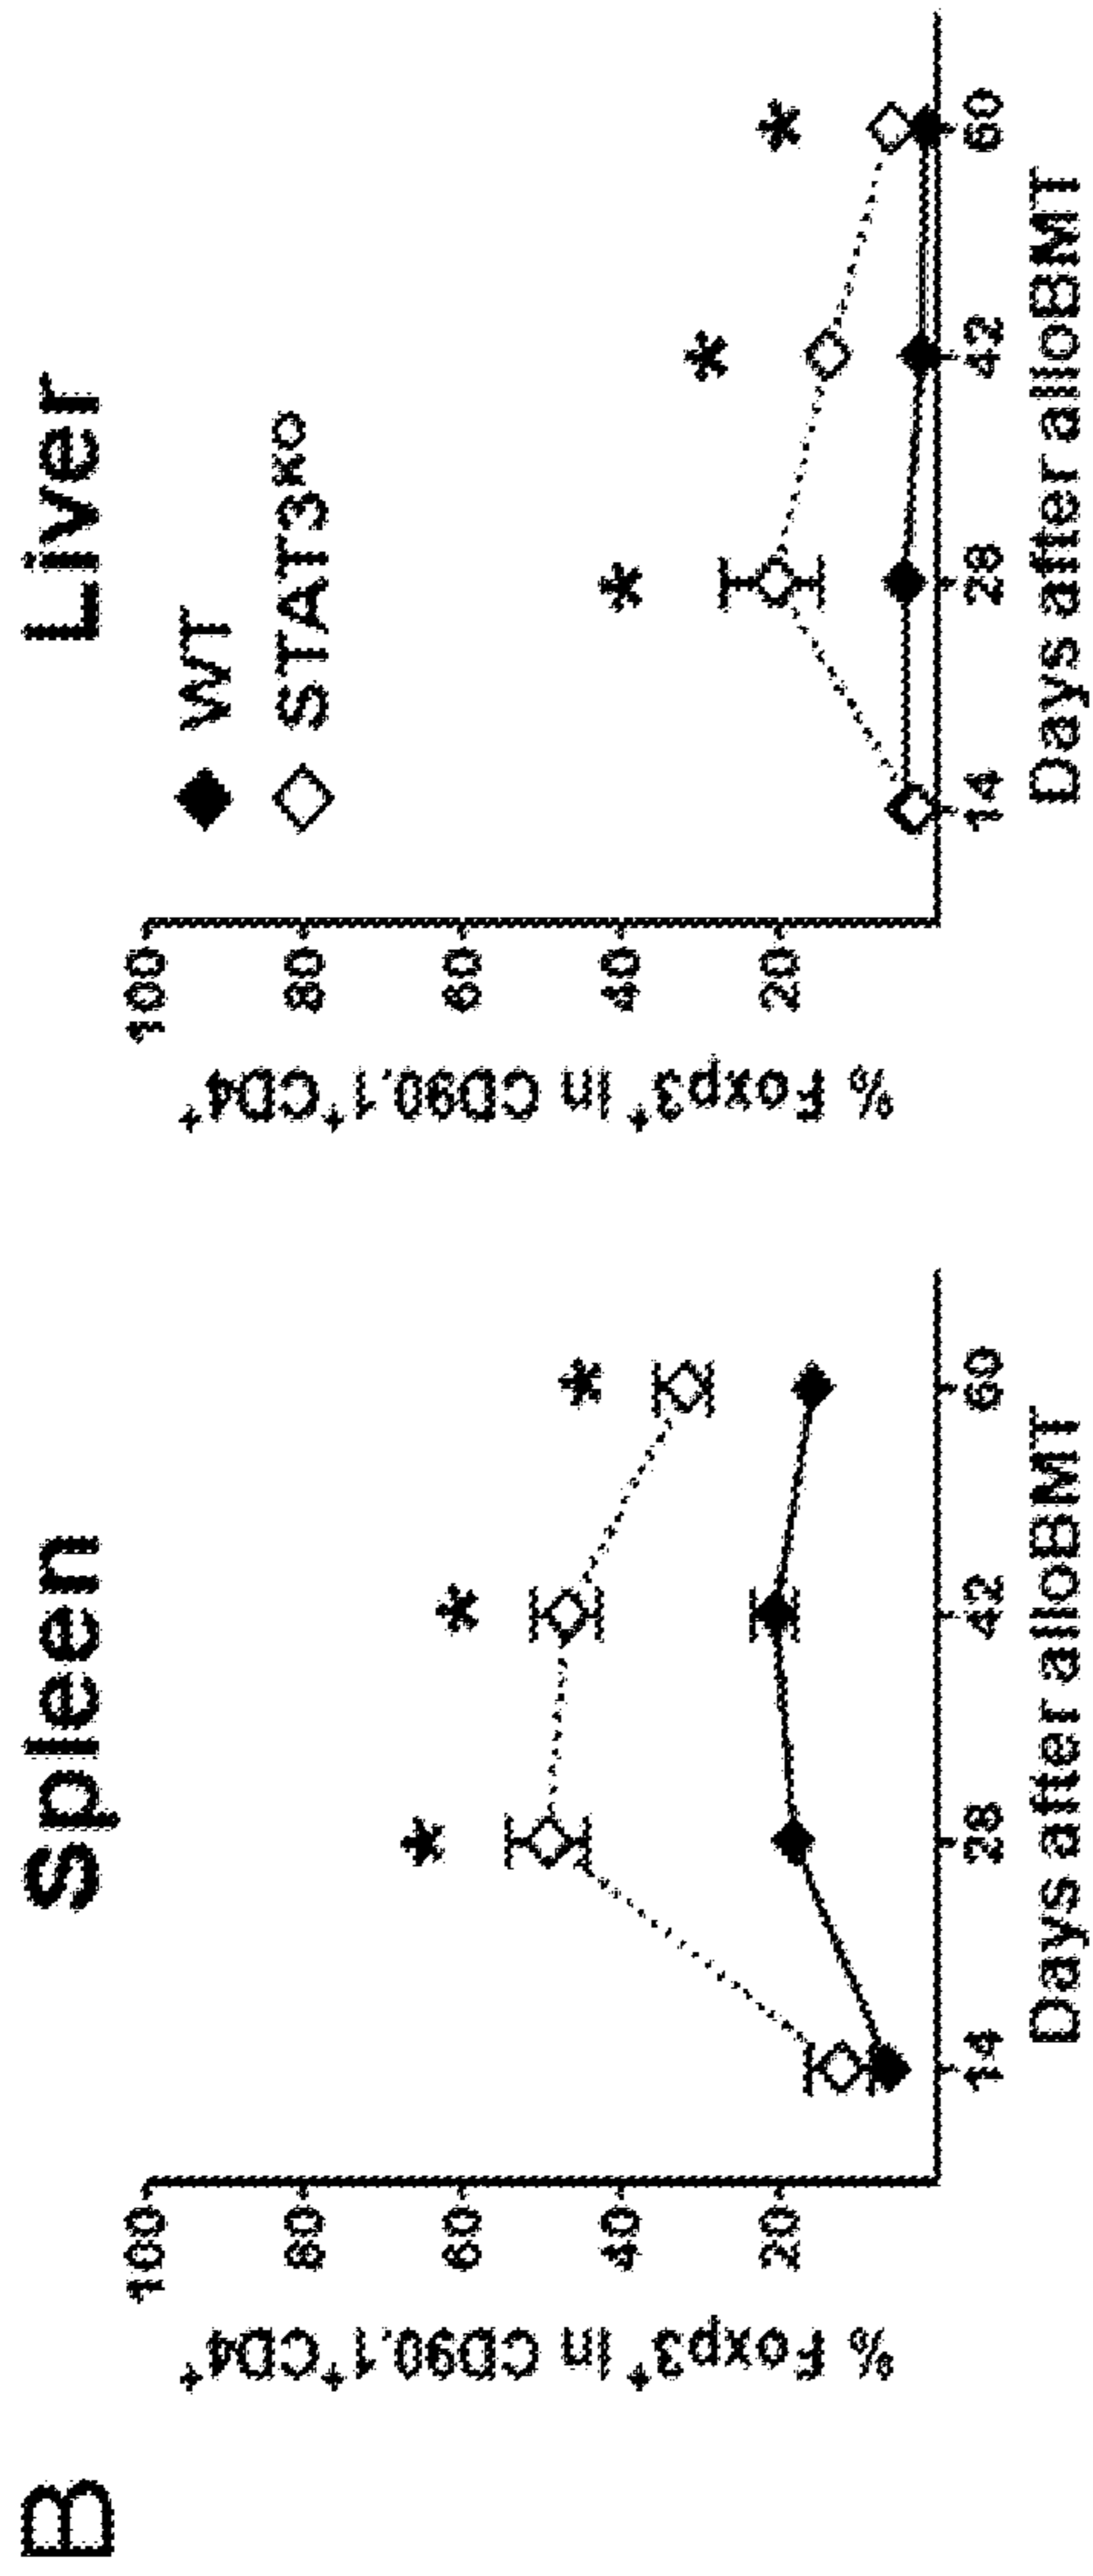 B
Spleen
% Foxp3⁺ in CD90.1⁺CD4⁺
100
80
60
40
20
*
*
*
14 28 42 60
Days after alloBMT
Liver
WT
STAT3ᴷᴼ
% Foxp3⁺ in CD90.1⁺CD4⁺
100
80
60
40
20
*
*
*
14 28 42 60
Days after alloBMT